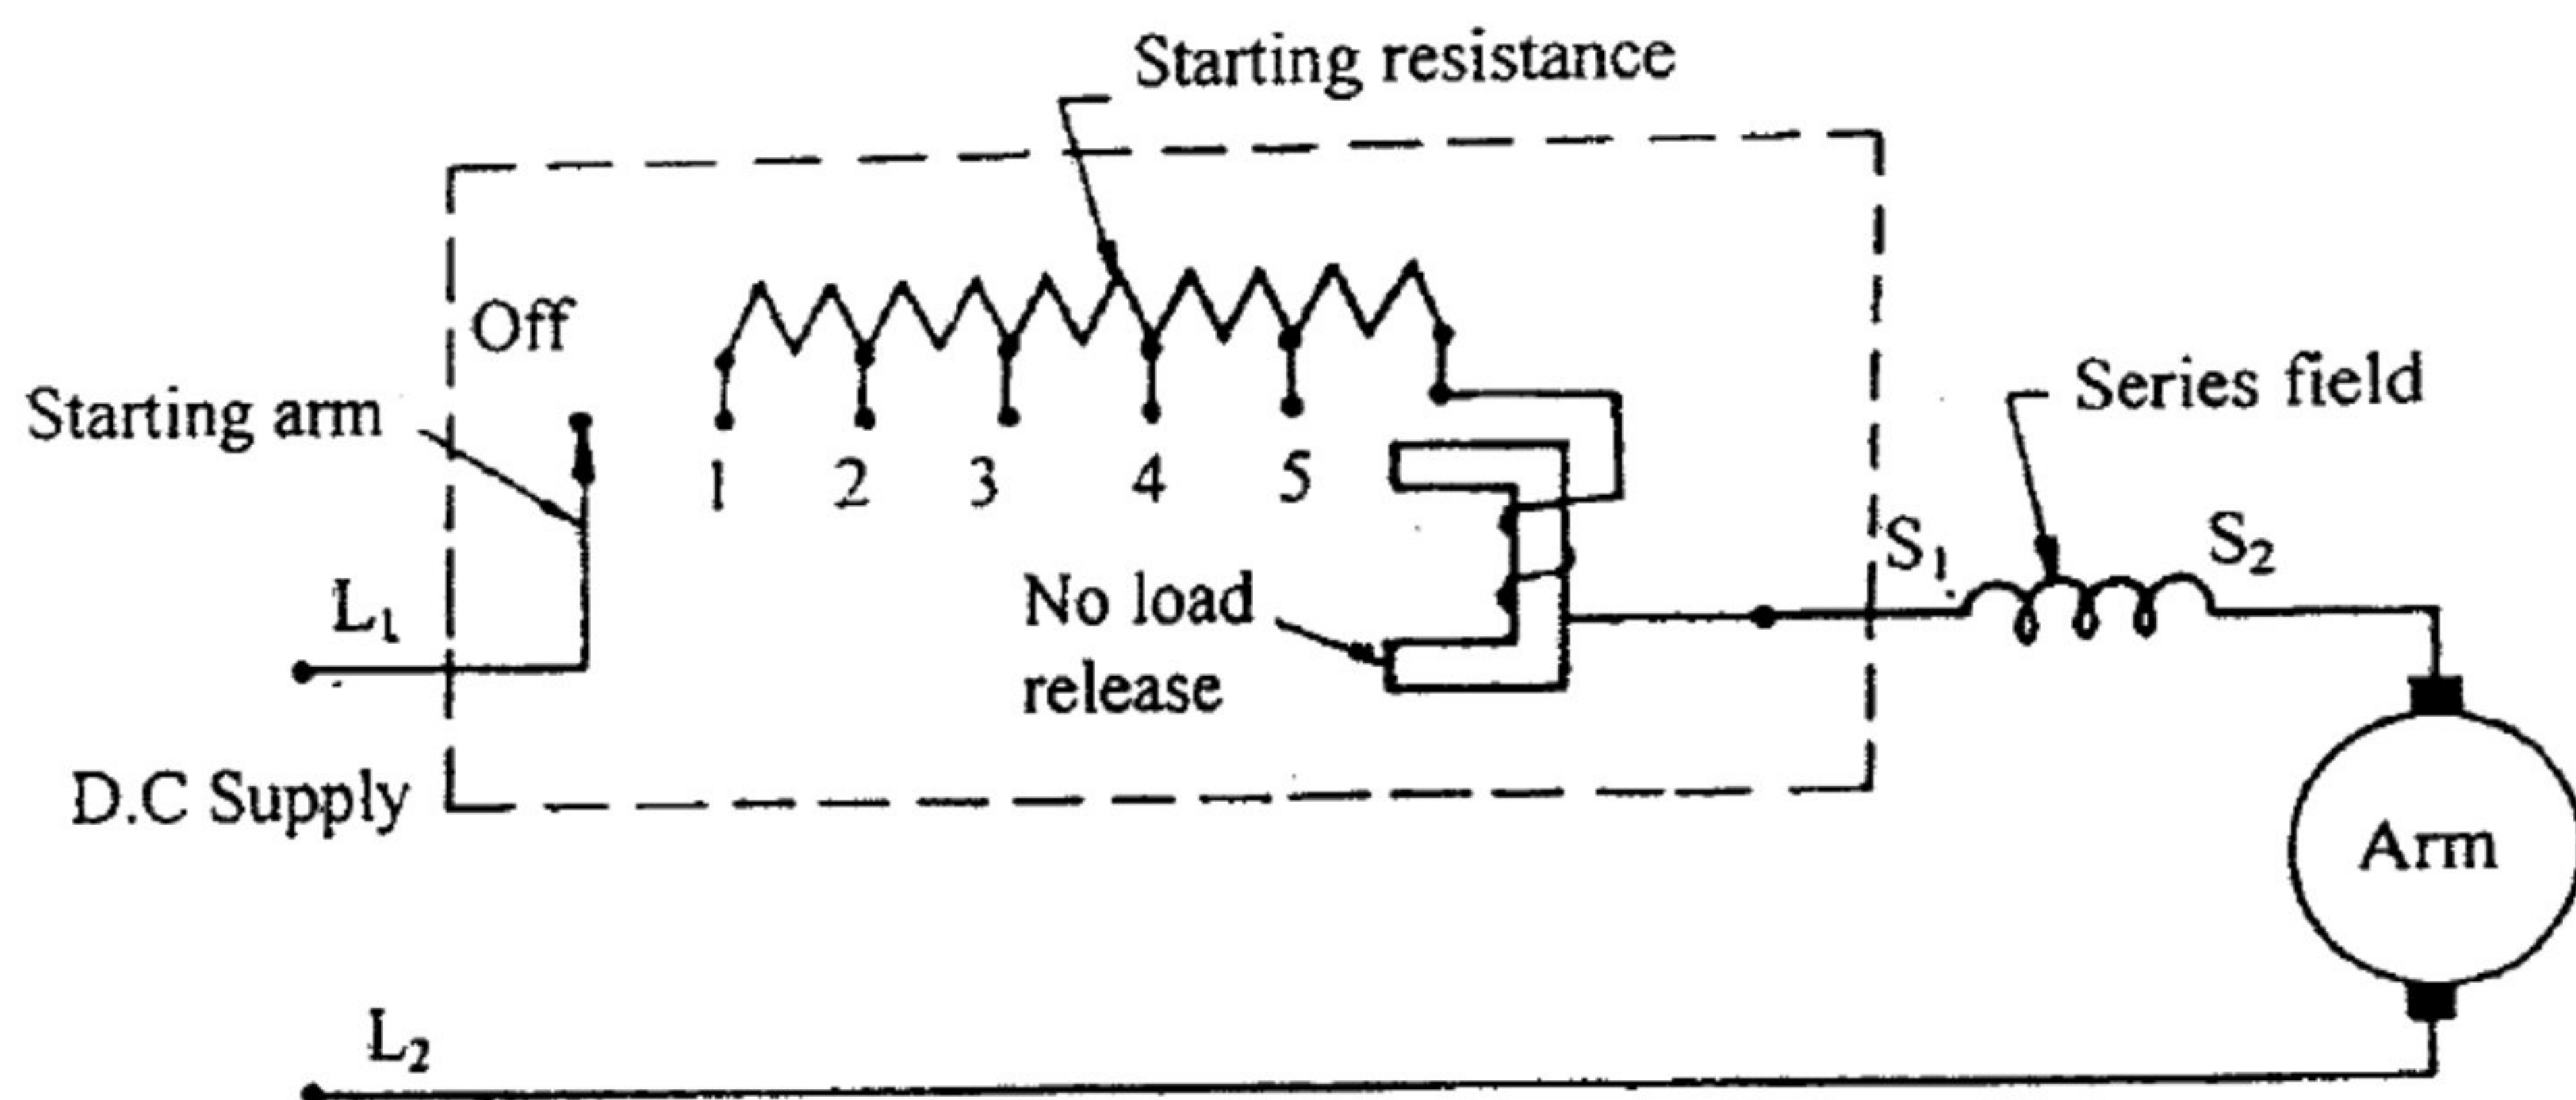 Starting resistance
Off
Starting arm
Series field
1 2 3 4 5
S₁ S₂
L₁
No load
release
D.C Supply
Arm
L₂